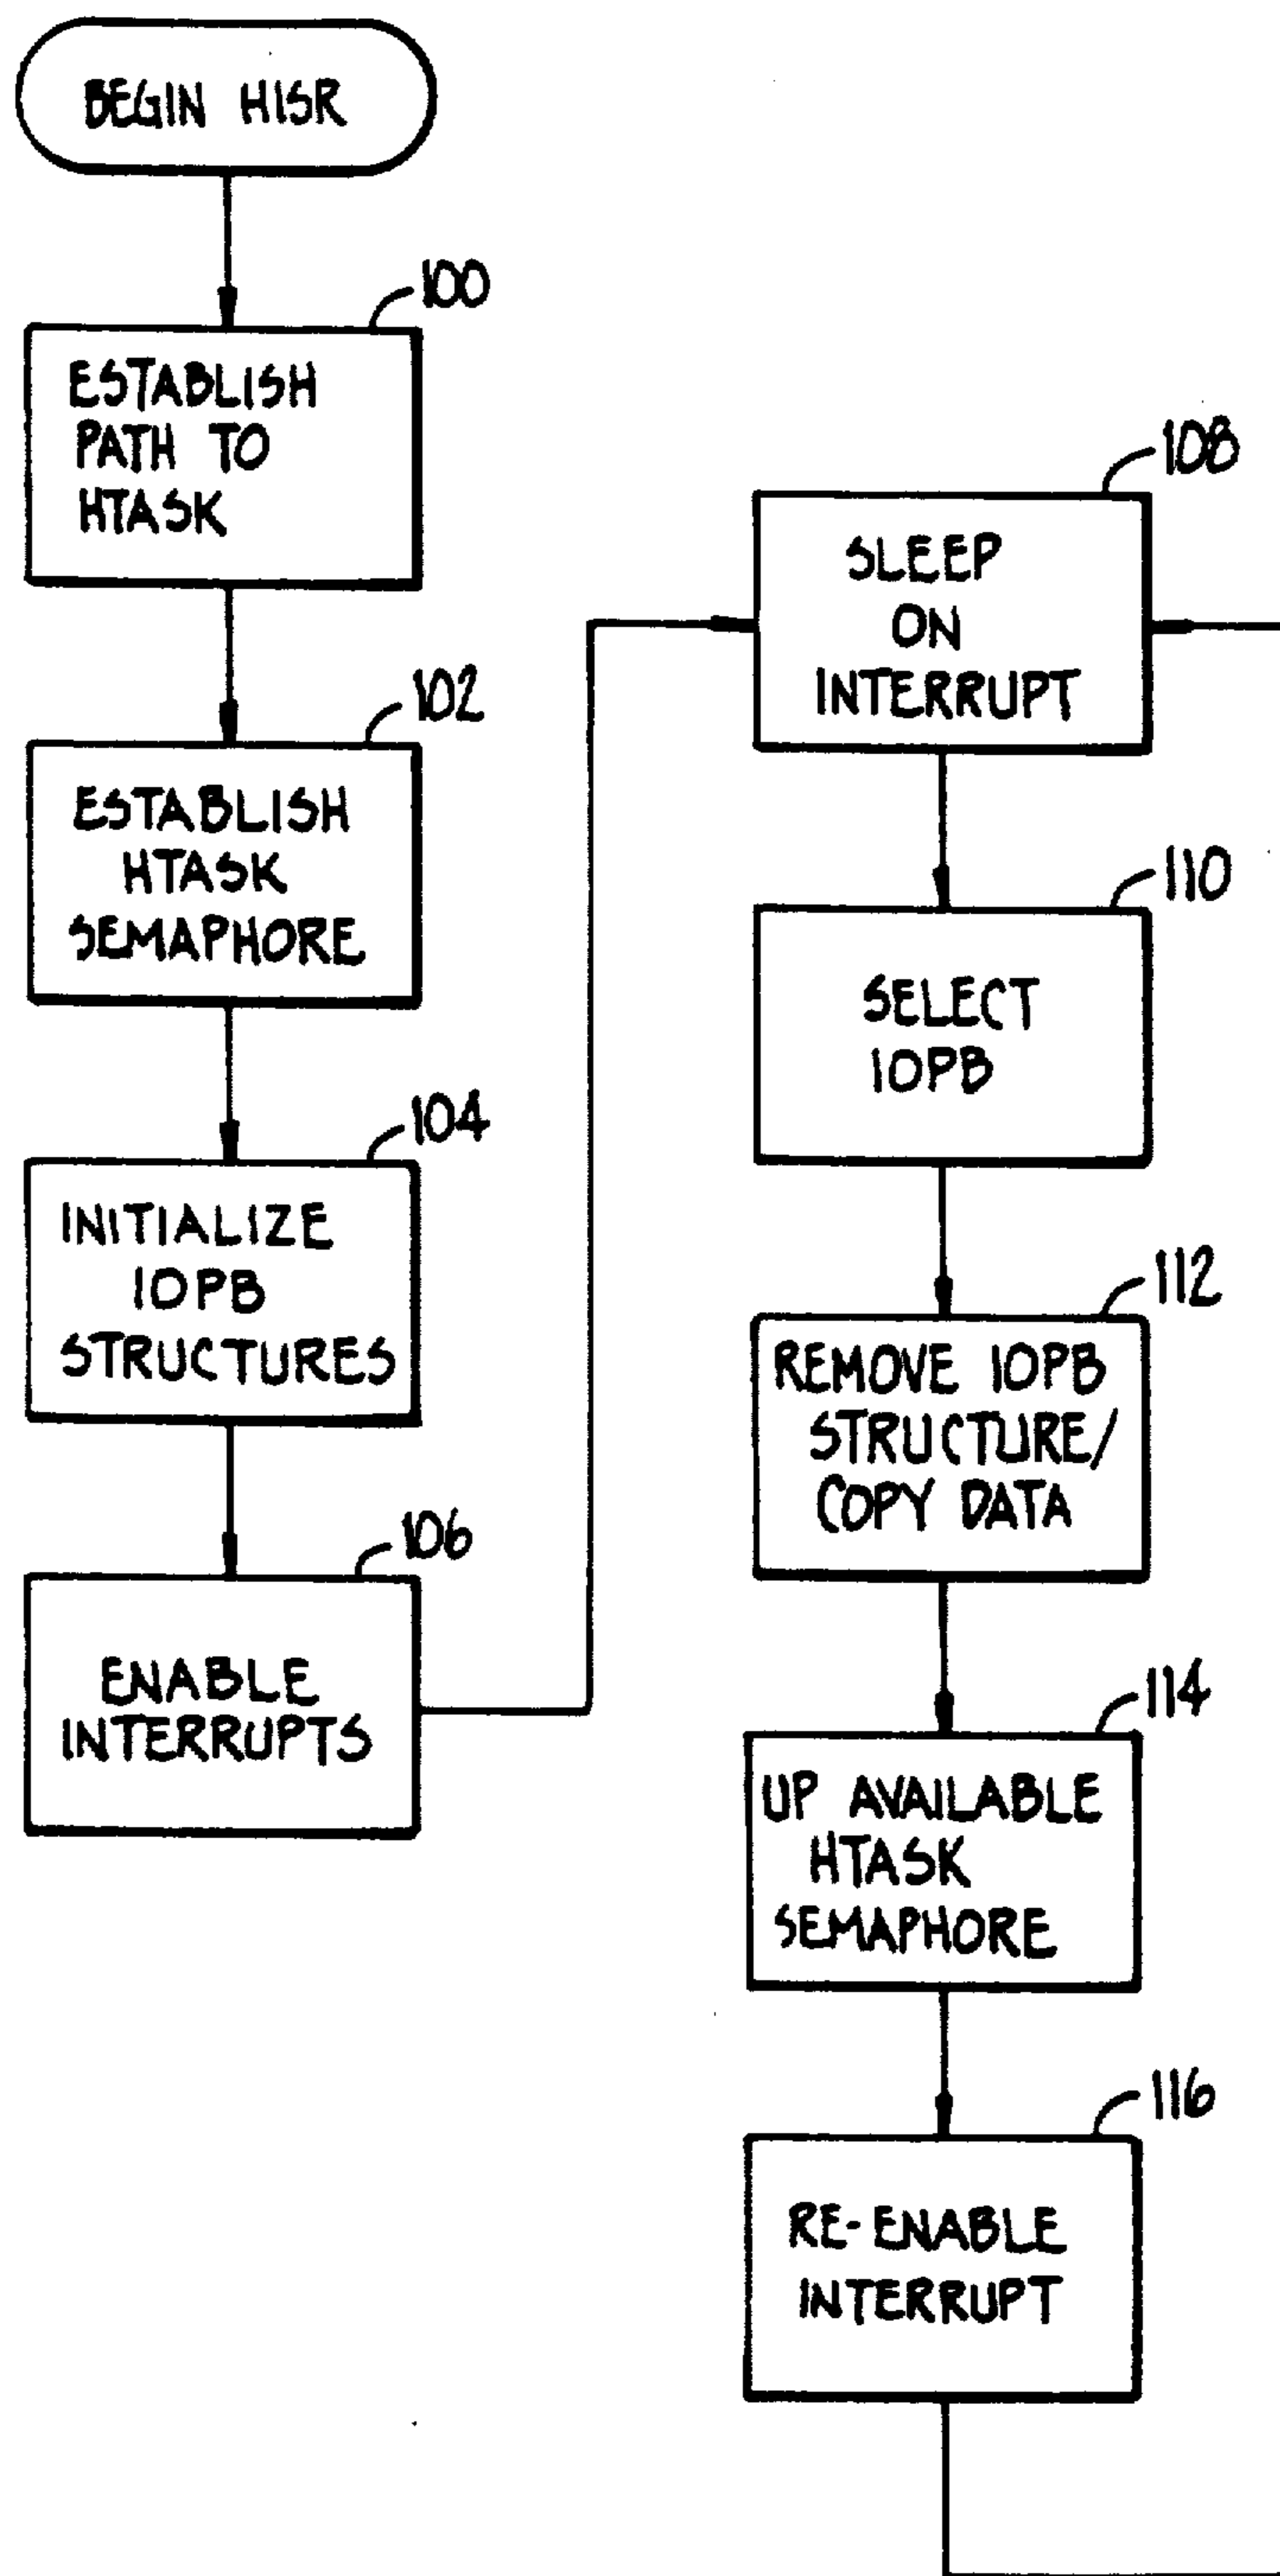 BEGIN HISR
100
ESTABLISH
PATH TO
HTASK
102
ESTABLISH
HTASK
SEMAPHORE
104
INITIALIZE
IOPB
STRUCTURES
106
ENABLE
INTERRUPTS
108
SLEEP
ON
INTERRUPT
110
SELECT
IOPB
112
REMOVE IOPB
STRUCTURE/
COPY DATA
114
UP AVAILABLE
HTASK
SEMAPHORE
116
RE-ENABLE
INTERRUPT